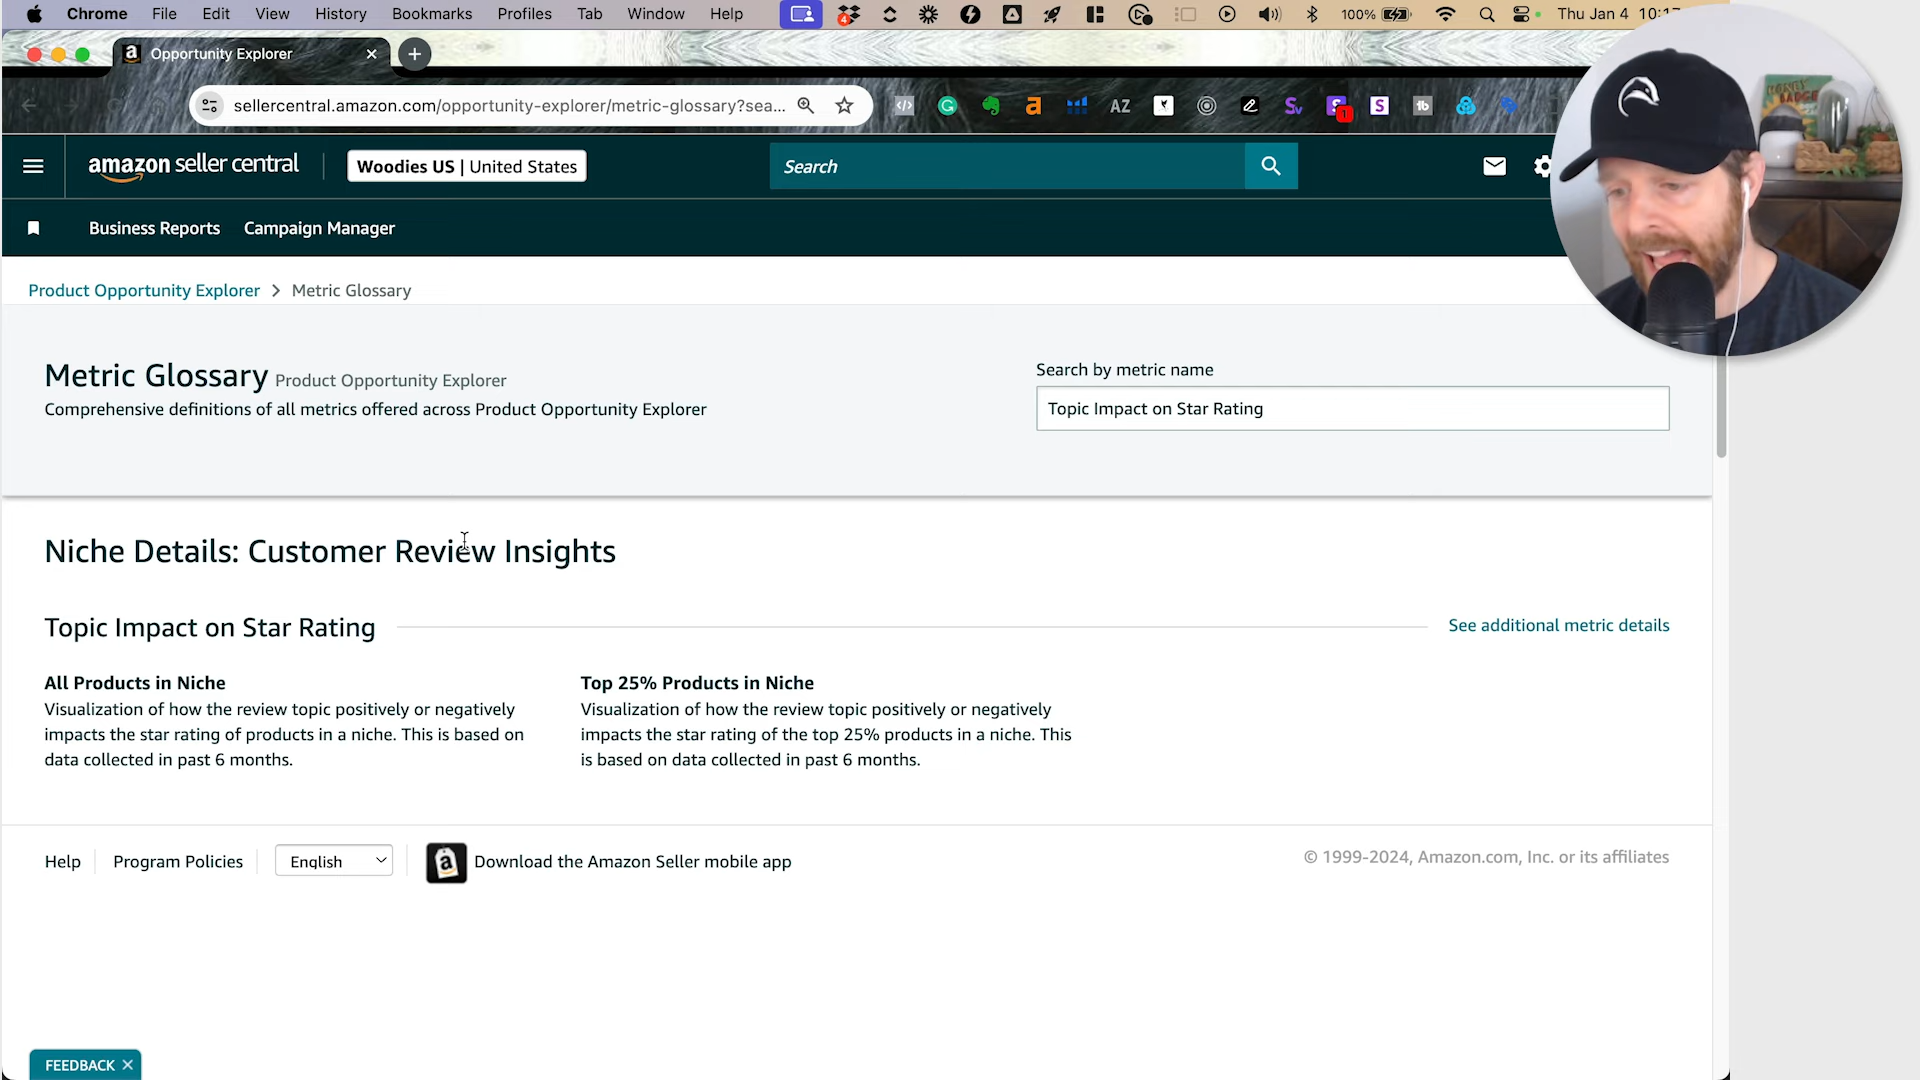 Chrome File Edit View History Bookmarks Profiles Tab Window Help 4 100% Thu Jan 4
Opportunity Explorer
sellercentral.amazon.com/opportunity-explorer/metric-glossary?sea...
AZ
1
S
tb
amazon seller central
Woodies US | United States
Search
Business Reports Campaign Manager
Product Opportunity Explorer > Metric Glossary
Metric Glossary Product Opportunity Explorer
Comprehensive definitions of all metrics offered across Product Opportunity Explorer
Search by metric name
Topic Impact on Star Rating
Niche Details: Customer Review Insights
Topic Impact on Star Rating
See additional metric details
All Products in Niche
Visualization of how the review topic positively or negatively
impacts the star rating of products in a niche. This is based on
data collected in past 6 months.
Top 25% Products in Niche
Visualization of how the review topic positively or negatively
impacts the star rating of the top 25% products in a niche. This
is based on data collected in past 6 months.
Help Program Policies English Download the Amazon Seller mobile app
© 1999-2024, Amazon.com, Inc. or its affiliates
FEEDBACK